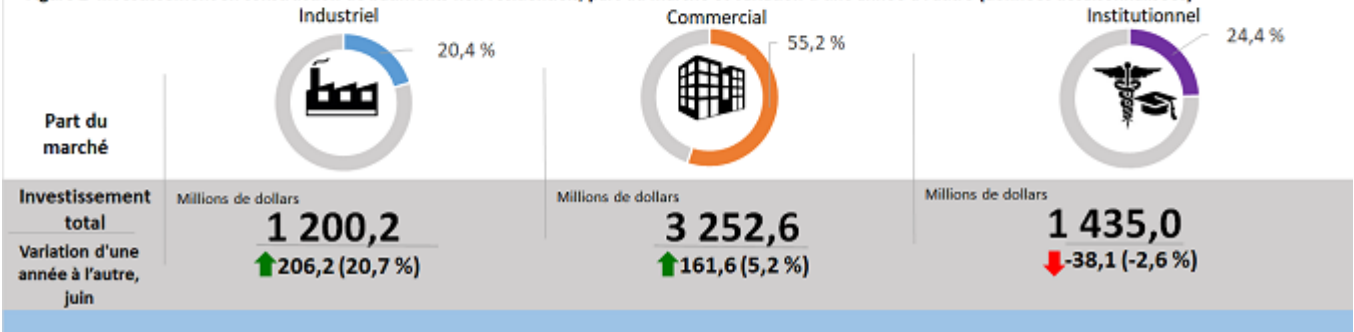 Industriel
20,4 %
Commercial
55,2 %
Institutionnel
24,4 %
Part du
marché
Investissement
total
Millions de dollars
1 200,2
Millions de dollars
3 252,6
Millions de dollars
1 435,0
Variation d'une
année à l'autre,
juin
206,2 (20,7 %)
161,6 (5,2 %)
-38,1 (-2,6 %)